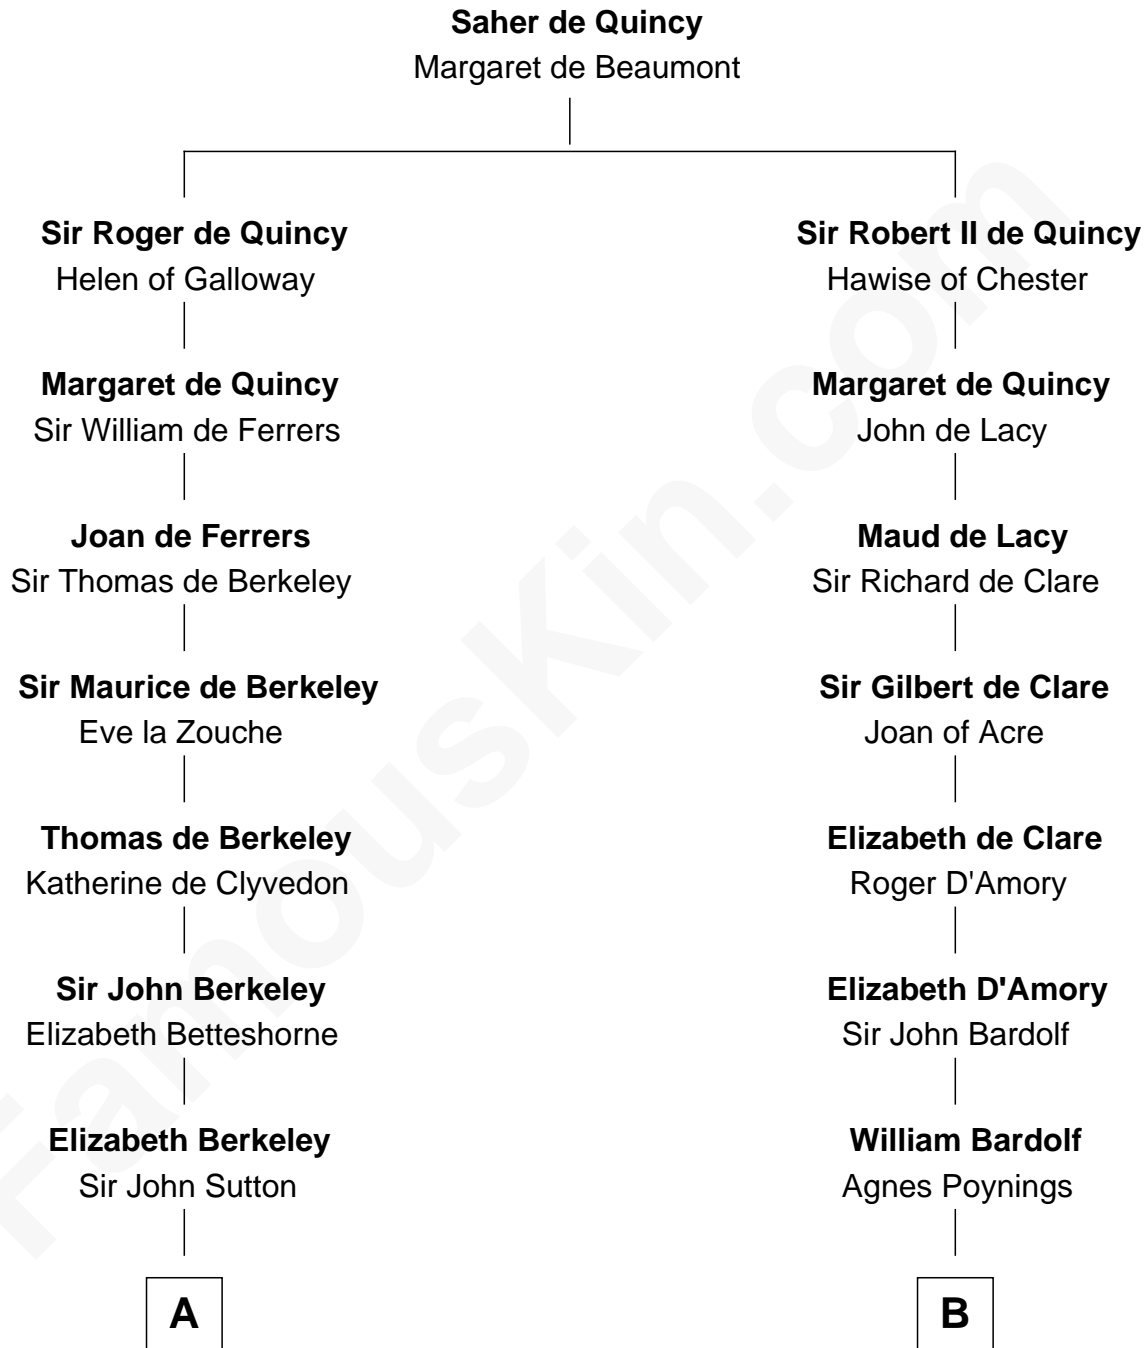 Saher de Quincy
Margaret de Beaumont
Sir Roger de Quincy
Helen of Galloway
Margaret de Quincy
Sir William de Ferrers
Joan de Ferrers
Sir Thomas de Berkeley
Sir Maurice de Berkeley
Eve la Zouche
Thomas de Berkeley
Katherine de Clyvedon
Sir John Berkeley
Elizabeth Betteshorne
Elizabeth Berkeley
Sir John Sutton
A
Sir Robert II de Quincy
Hawise of Chester
Margaret de Quincy
John de Lacy
Maud de Lacy
Sir Richard de Clare
Sir Gilbert de Clare
Joan of Acre
Elizabeth de Clare
Roger D'Amory
Elizabeth D'Amory
Sir John Bardolf
William Bardolf
Agnes Poynings
B
FamousKin.com